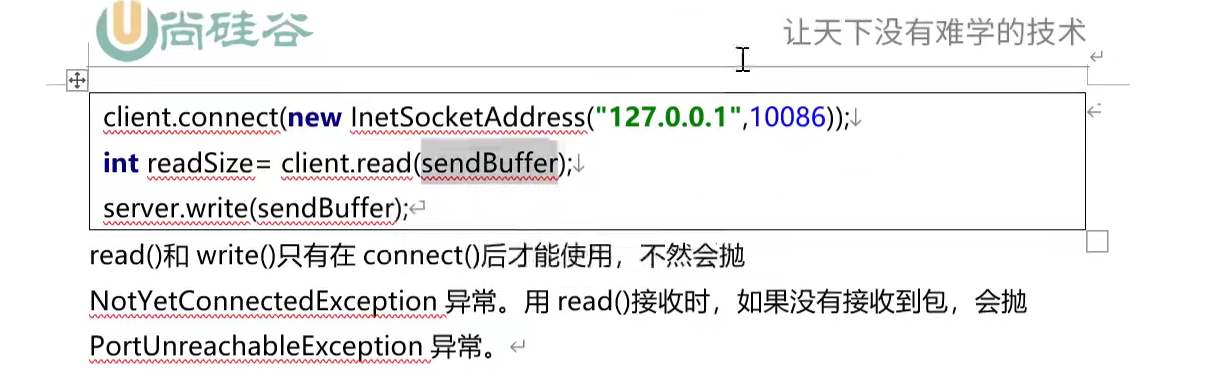 尚硅谷
让天下没有难学的技术
client.connect(new InetSocketAddress("127.0.0.1",10086));
int readSize= client.read(sendBuffer);
server.write(sendBuffer);
read()和 write()只有在 connect()后才能使用，不然会抛
NotYetConnectedException 异常。用 read()接收时，如果没有接收到包，会抛
PortUnreachableException 异常。